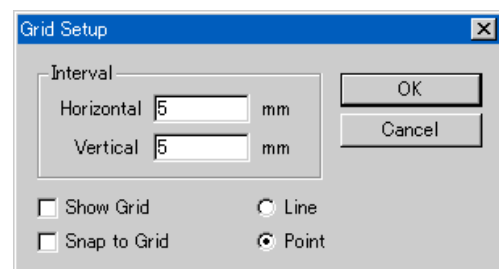 Grid Setup
Interval
Horizontal 5 mm
Vertical 5 mm
OK
Cancel
Show Grid
Line
Snap to Grid
Point